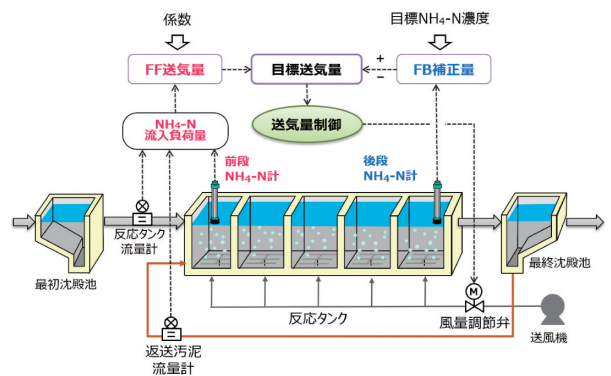 係数
目標NH₄-N濃度
FF送気量
目標送気量
+
−
FB補正量
NH₄-N
流入負荷量
送気量制御
前段
NH₄-N計
後段
NH₄-N計
反応タンク
流量計
最初沈殿池
最終沈殿池
M
反応タンク
風量調節弁
送風機
返送汚泥
流量計